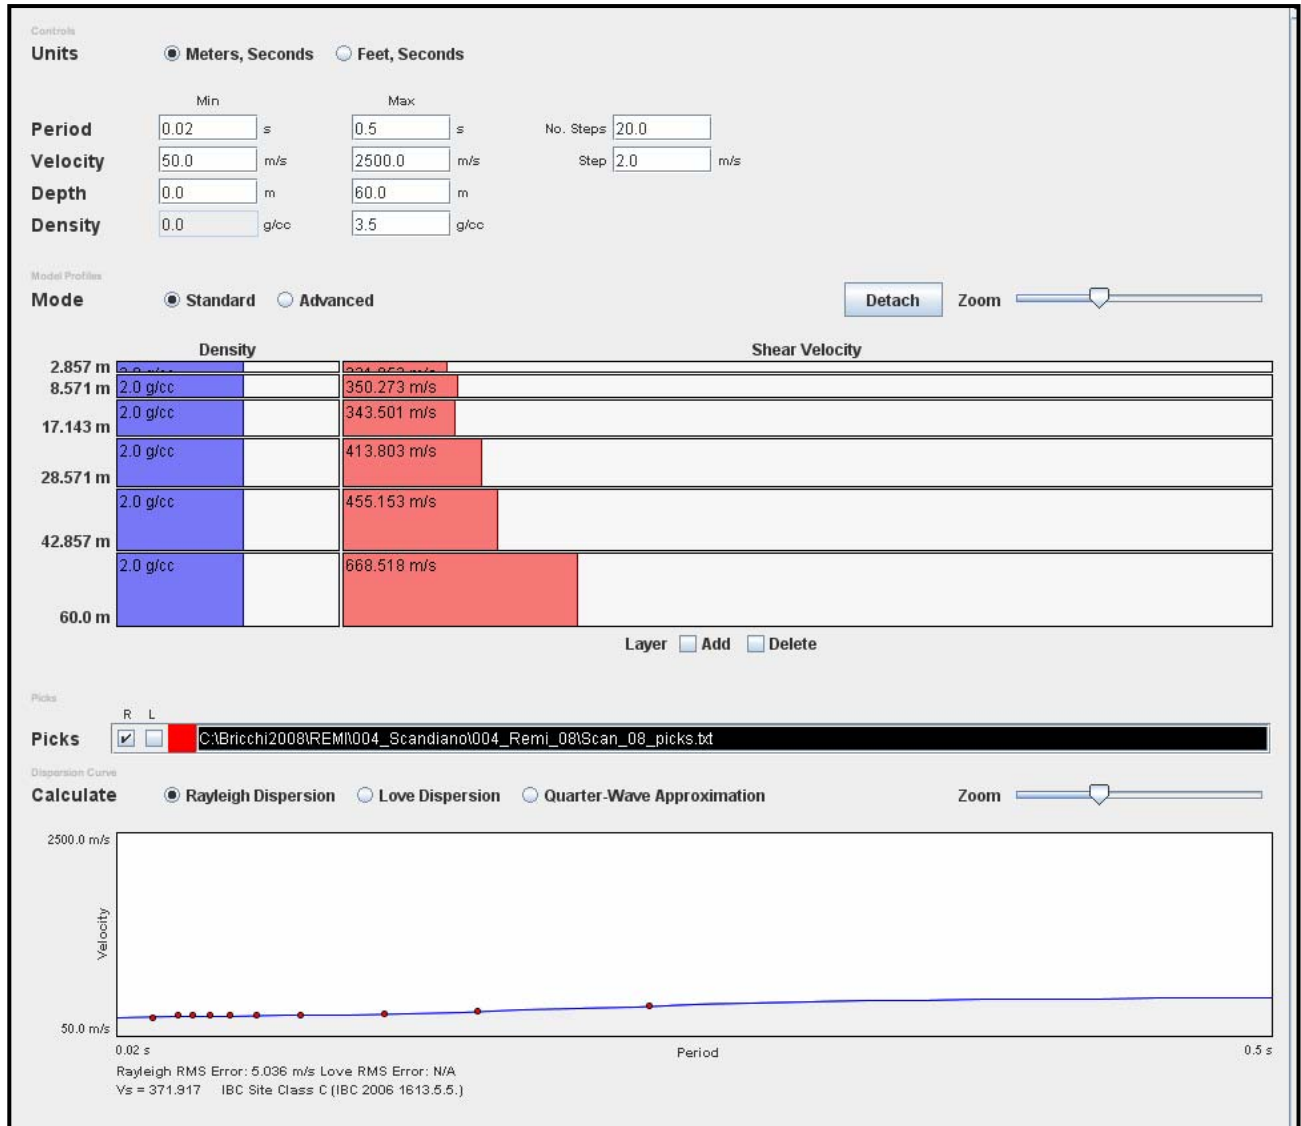 Controls
Units Meters, Seconds Feet, Seconds
Min Max
Period 0.02 s 0.5 s No. Steps 20.0
Velocity 50.0 m/s 2500.0 m/s Step 2.0 m/s
Depth 0.0 m 60.0 m
Density 0.0 g/cc 3.5 g/cc
Model Profiles
Mode Standard Advanced Detach Zoom
Density Shear Velocity
2.857 m
8.571 m 2.0 g/cc 350.273 m/s
2.0 g/cc 343.501 m/s
17.143 m
2.0 g/cc 413.803 m/s
28.571 m
2.0 g/cc 455.153 m/s
42.857 m
2.0 g/cc 668.518 m/s
60.0 m
Layer Add Delete
Picks
R L
Picks C:\Bricchi2008\REMI\004_Scandiano\004_Remi_08\Scan_08_picks.txt
Dispersion Curve
Calculate Rayleigh Dispersion Love Dispersion Quarter-Wave Approximation Zoom
2500.0 m/s
Velocity
50.0 m/s
0.02 s Period 0.5 s
Rayleigh RMS Error: 5.036 m/s Love RMS Error: N/A
Vs = 371.917 IBC Site Class C (IBC 2006 1613.5.5.)